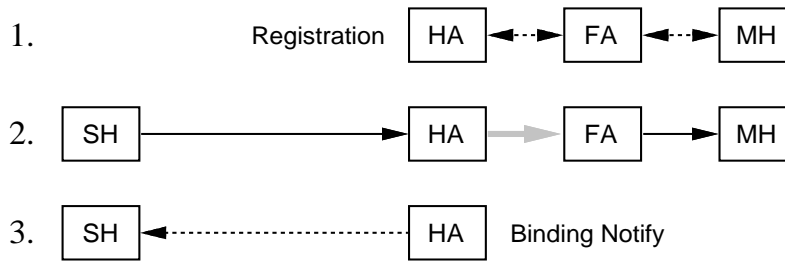 1. Registration HA FA MH
2. SH HA FA MH
3. SH HA Binding Notify